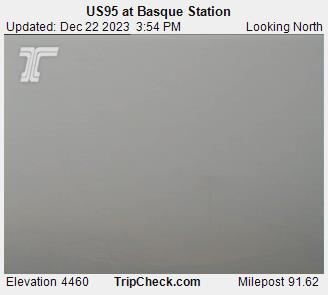 US95 at Basque Station
Updated: Dec 22 2023 3:54 PM Looking North
Elevation 4460 TripCheck.com Milepost 91.62